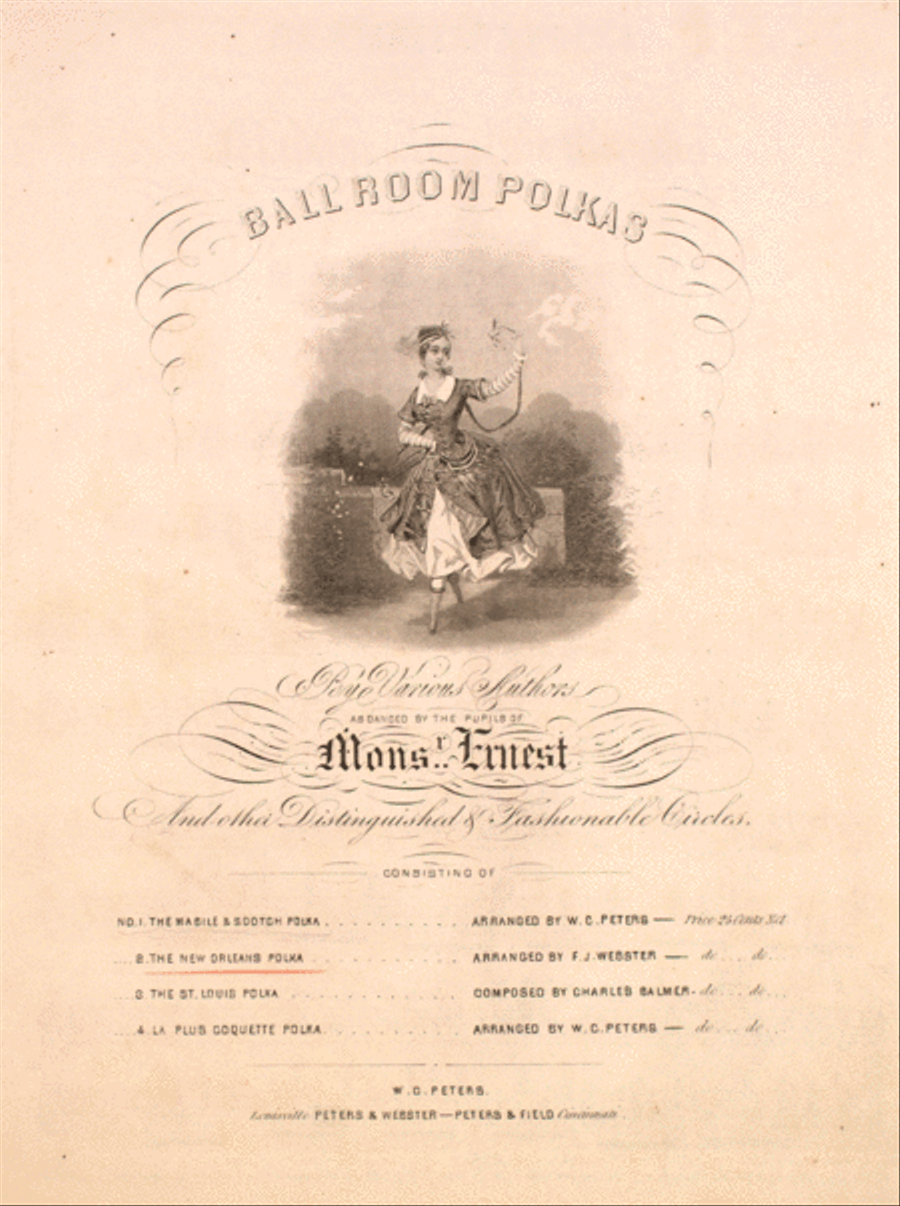 BALL ROOM POLKAS
By Various Authors
AS DANCED BY THE PUPILS OF
Monsr. Ernest
And other Distinguished & Fashionable Circles.
CONSISTING OF
NO. 1. THE MABILE & SCOTCH POLKA . . . . . . . . . . . ARRANGED BY W. C. PETERS — Price 25 Cents Net
.... 2. THE NEW ORLEANS POLKA . . . . . . . . . . . ARRANGED BY F. J. WEBSTER — do . . . do . .
.... 3. THE ST. LOUIS POLKA . . . . . . . . . . . COMPOSED BY CHARLES BALMER - do . . . do . . .
.... 4. LA PLUS COQUETTE POLKA . . . . . . . . . . . ARRANGED BY W. C. PETERS — do . . . do . . .
W. C. PETERS.
Louisville PETERS & WEBSTER — PETERS & FIELD Cincinnati.